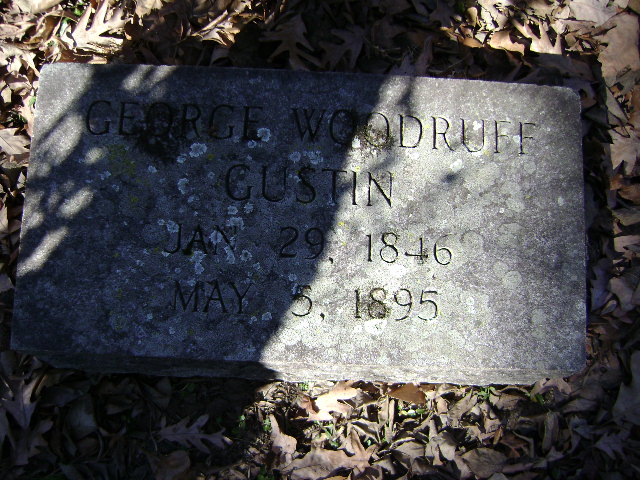 GEORGE WOODRUFF
GUSTIN
JAN 29, 1846
MAY 5, 1895